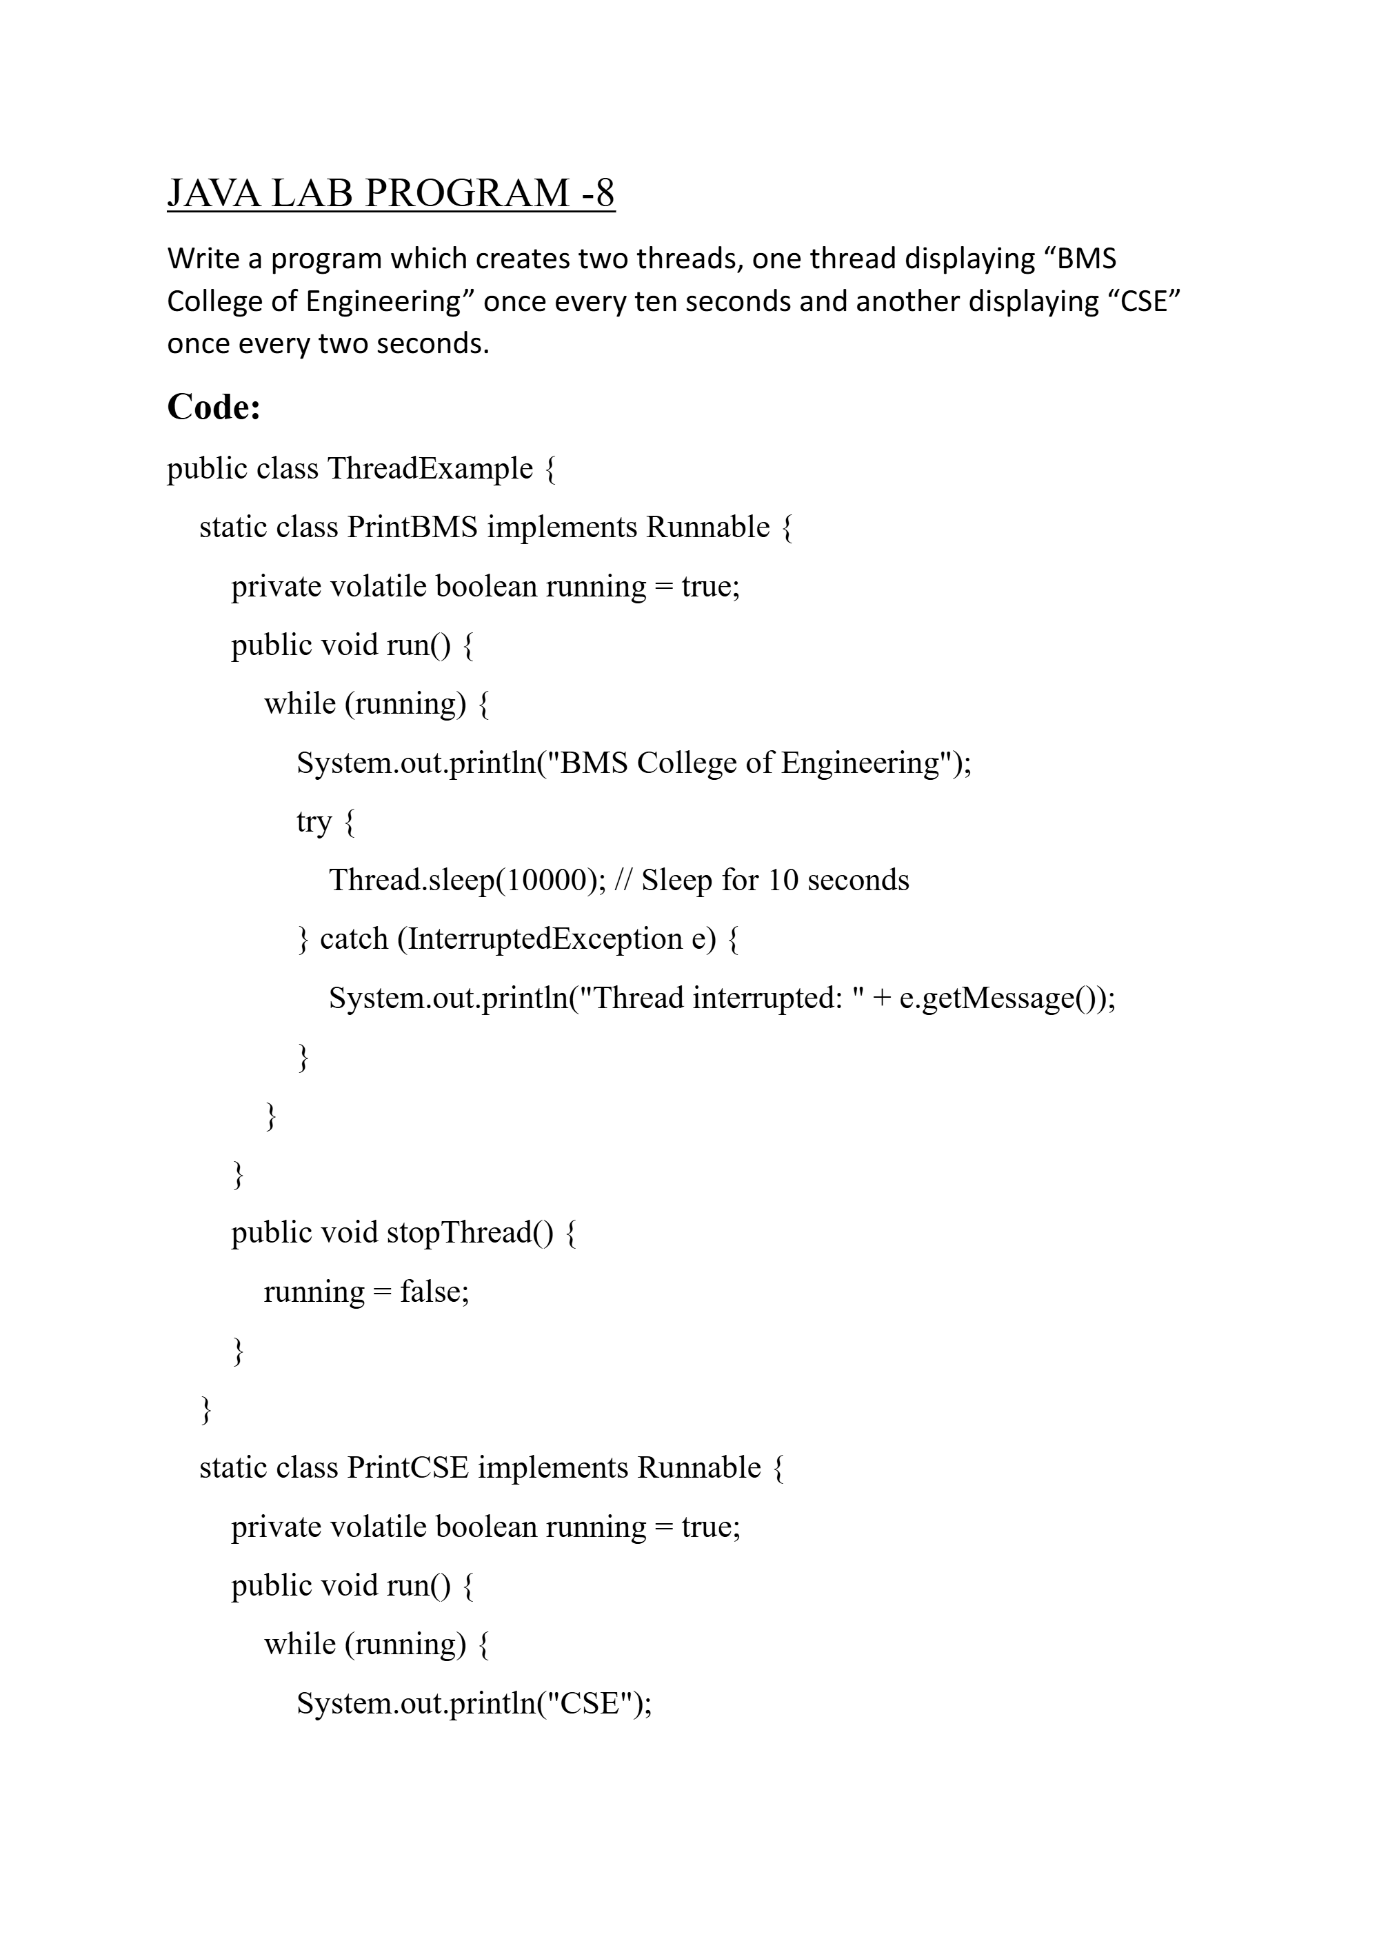 JAVA LAB PROGRAM -8
Write a program which creates two threads, one thread displaying “BMS
College of Engineering” once every ten seconds and another displaying “CSE”
once every two seconds.
Code:
public class ThreadExample {
static class PrintBMS implements Runnable {
private volatile boolean running = true;
public void run() {
while (running) {
System.out.println("BMS College of Engineering");
try {
Thread.sleep(10000); // Sleep for 10 seconds
} catch (InterruptedException e) {
System.out.println("Thread interrupted: " + e.getMessage());
}
}
}
public void stopThread() {
running = false;
}
}
static class PrintCSE implements Runnable {
private volatile boolean running = true;
public void run() {
while (running) {
System.out.println("CSE");